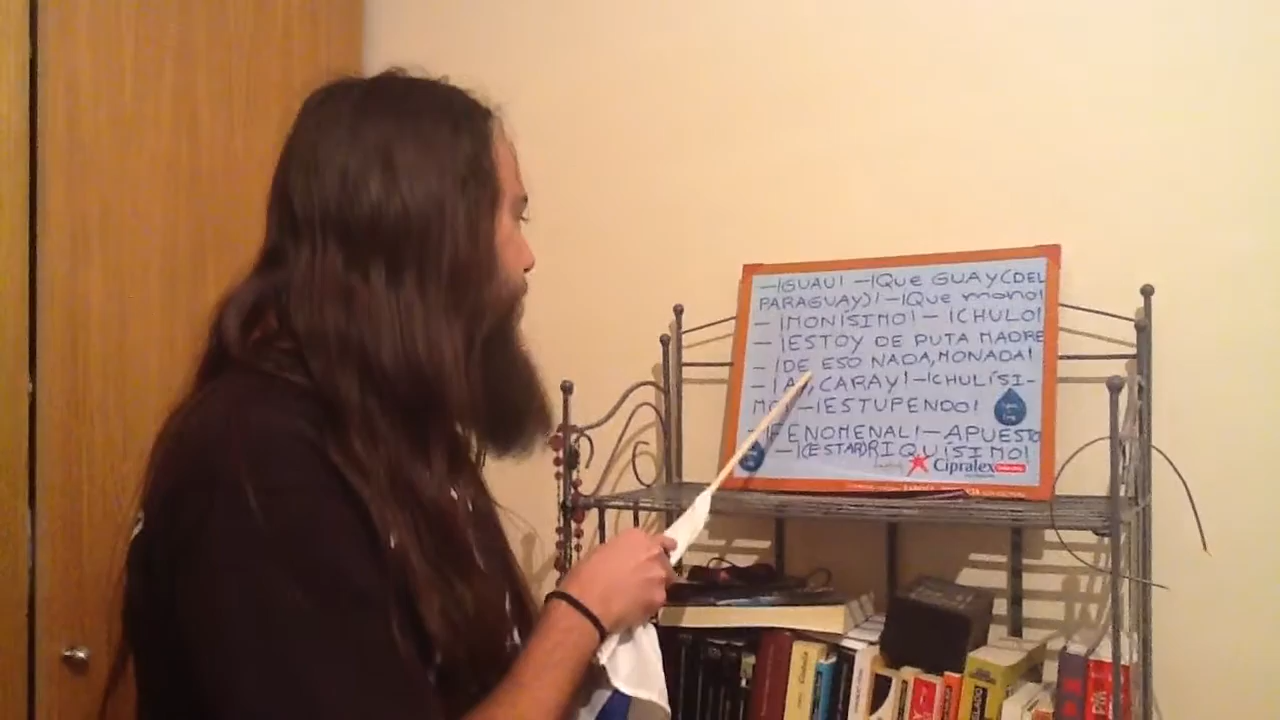 —¡GUAU! —¡QUE GUAY(DEL
PARAGUAY)!—¡QUE mono!
— ¡MONÍSIMO! — ¡CHULO!
— ¡ESTOY DE PUTA MADRE
— ¡DE ESO NADA, MONADA!
— ¡AY, CARAY!—¡CHULÍSI-
MO! —¡ESTUPENDO!
—¡FENOMENAL!— APUESTO
—¡(ESTAR)RIQUÍSIMO!
Cipralex